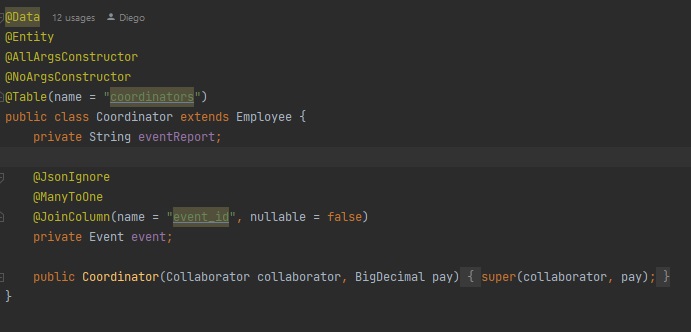 @Data 12 usages Diego
@Entity
@AllArgsConstructor
@NoArgsConstructor
@Table(name = "coordinators")
public class Coordinator extends Employee {
private String eventReport;
@JsonIgnore
@ManyToOne
@JoinColumn(name = "event_id", nullable = false)
private Event event;
public Coordinator(Collaborator collaborator, BigDecimal pay) { super(collaborator, pay); }
}